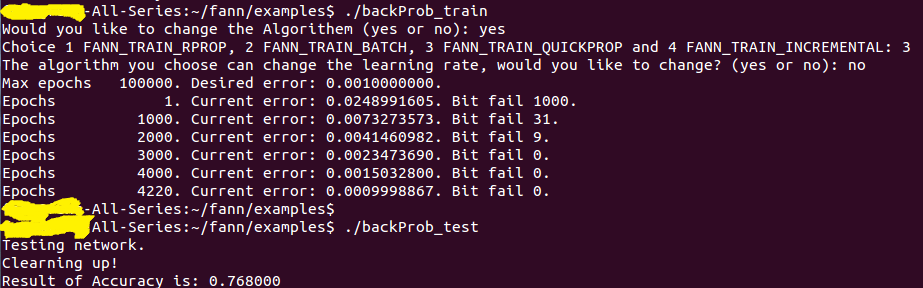 -All-Series:~/fann/examples$ ./backProb_train
Would you like to change the Algorithem (yes or no): yes
Choice 1 FANN_TRAIN_RPROP, 2 FANN_TRAIN_BATCH, 3 FANN_TRAIN_QUICKPROP and 4 FANN_TRAIN_INCREMENTAL: 3
The algorithm you choose can change the learning rate, would you like to change? (yes or no): no
Max epochs   100000. Desired error: 0.0010000000.
Epochs            1. Current error: 0.0248991605. Bit fail 1000.
Epochs         1000. Current error: 0.0073273573. Bit fail 31.
Epochs         2000. Current error: 0.0041460982. Bit fail 9.
Epochs         3000. Current error: 0.0023473690. Bit fail 0.
Epochs         4000. Current error: 0.0015032800. Bit fail 0.
Epochs         4220. Current error: 0.0009998867. Bit fail 0.
-All-Series:~/fann/examples$
All-Series:~/fann/examples$ ./backProb_test
Testing network.
Clearning up!
Result of Accuracy is: 0.768000